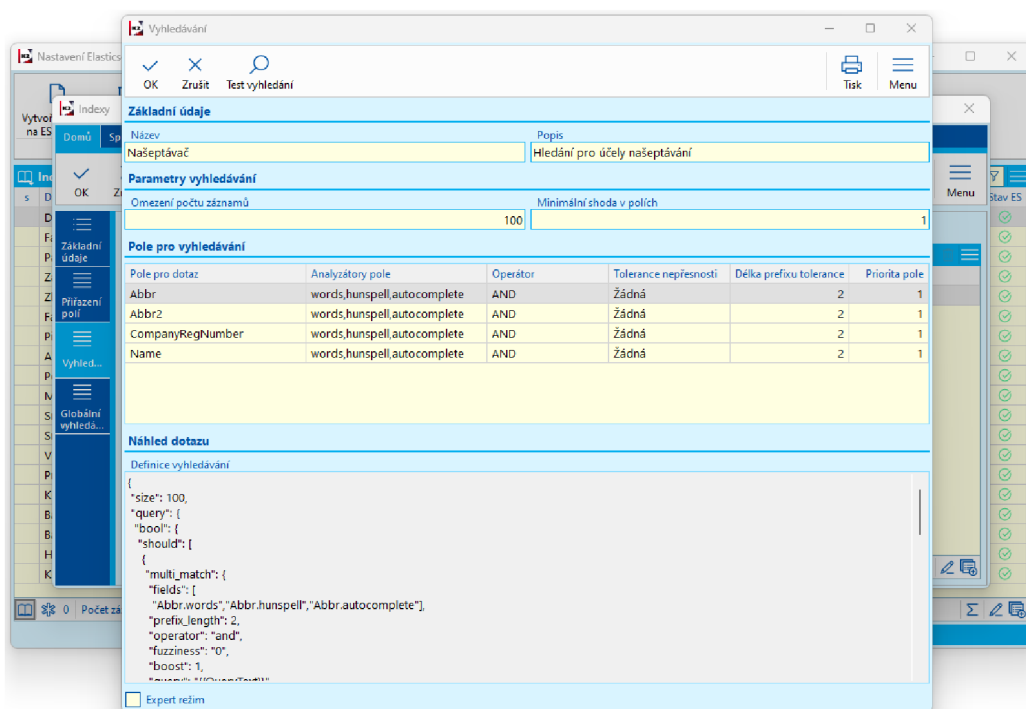 Vyhledávání
Nastavení Elastics
OK Zrušit Test vyhledání Tisk Menu
Indexy
na ES
Domů Sp
OK
Menu
Stav ES
Základní údaje
Název Popis
Našeptávač Hledání pro účely našeptávání
Parametry vyhledávání
Omezení počtu záznamů Minimální shoda v polích
100 1
Pole pro vyhledávání
Pole pro dotaz Analyzátory pole Operátor Tolerance nepřesnosti Délka prefixu tolerance Priorita pole
Abbr words,hunspell,autocomplete AND Žádná 2 1
Abbr2 words,hunspell,autocomplete AND Žádná 2 1
CompanyRegNumber words,hunspell,autocomplete AND Žádná 2 1
Name words,hunspell,autocomplete AND Žádná 2 1
Základní
údaje
Přiřazení
polí
Vyhled...
Globální
vyhledá...
Náhled dotazu
Definice vyhledávání
{
"size": 100,
"query": {
"bool": {
"should": [
{
"multi_match": {
"fields": [
"Abbr.words","Abbr.hunspell","Abbr.autocomplete"],
"prefix_length": 2,
"operator": "and",
"fuzziness": "0",
"boost": 1,
"query": "{{QueryText}}"
Expert režim
0 Počet zá